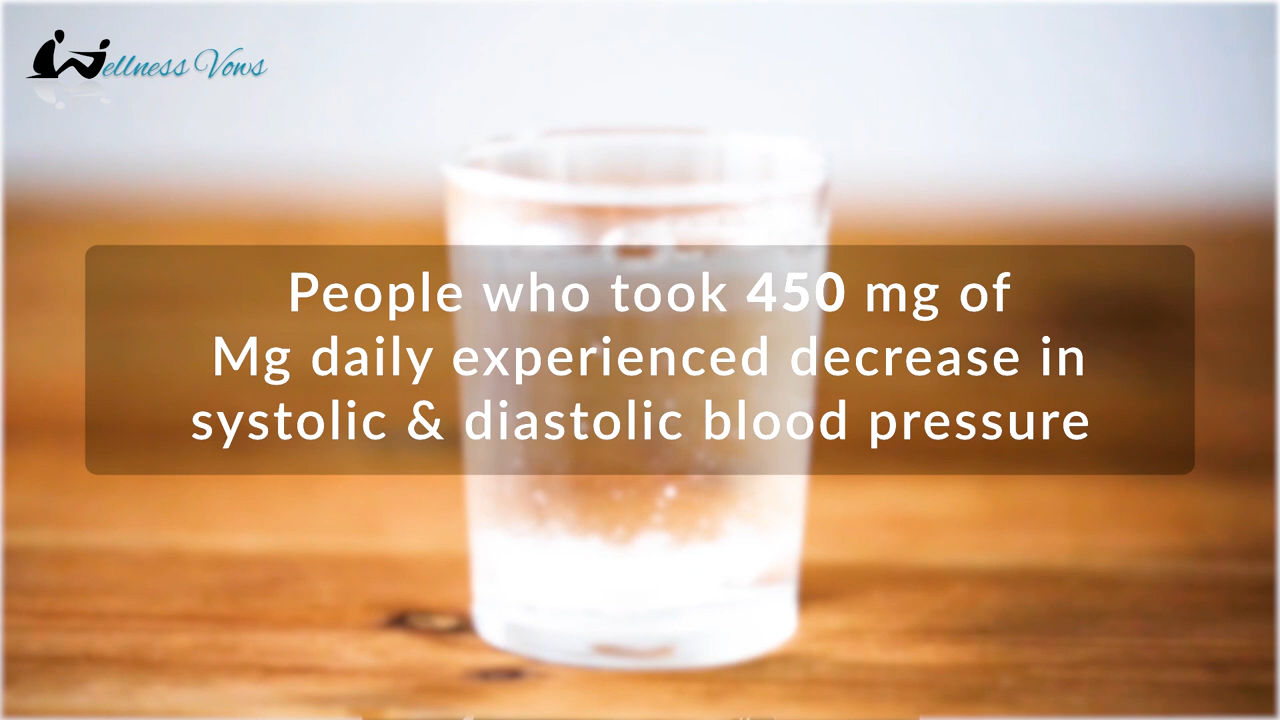 Wellness Vows
People who took 450 mg of
Mg daily experienced decrease in
systolic & diastolic blood pressure